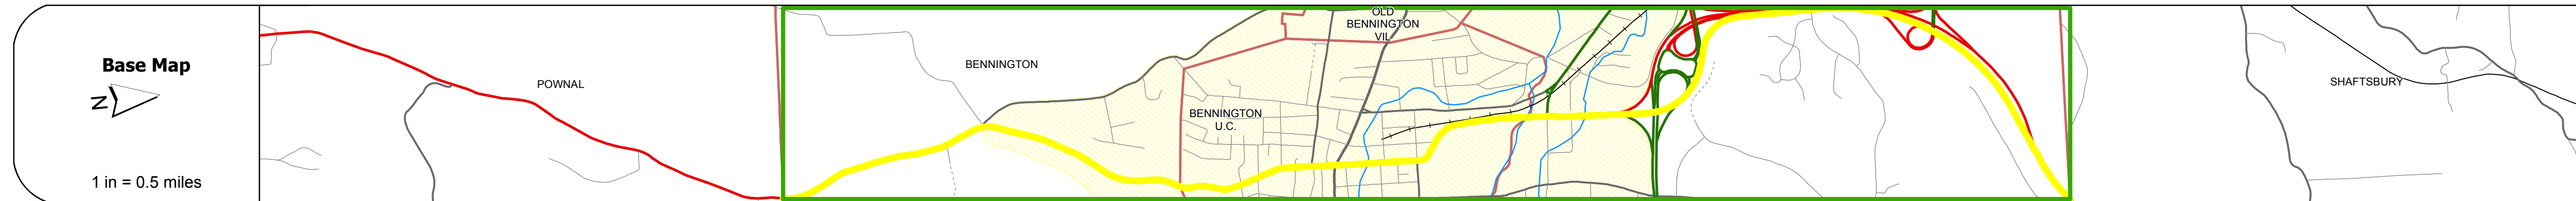 Base Map
N
1 in = 0.5 miles
POWNAL
BENNINGTON
BENNINGTON
U.C.
OLD
BENNINGTON
VIL
SHAFTSBURY